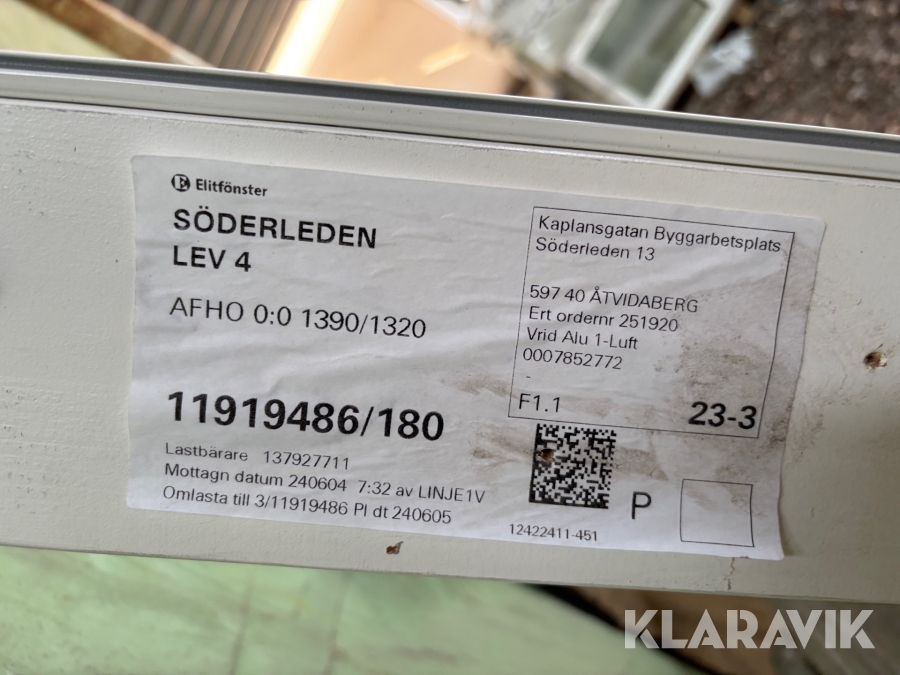 Elitfönster
SÖDERLEDEN
LEV 4
AFHO 0:0 1390/1320
11919486/180
Lastbärare 137927711
Mottagn datum 240604 7:32 av LINJE1V
Omlasta till 3/11919486 Pl dt 240605
Kaplansgatan Byggarbetsplats
Söderleden 13
597 40 ÅTVIDABERG
Ert ordernr 251920
Vrid Alu 1-Luft
0007852772
-
F1.1 23-3
P
12422411-451
KLARAVIK